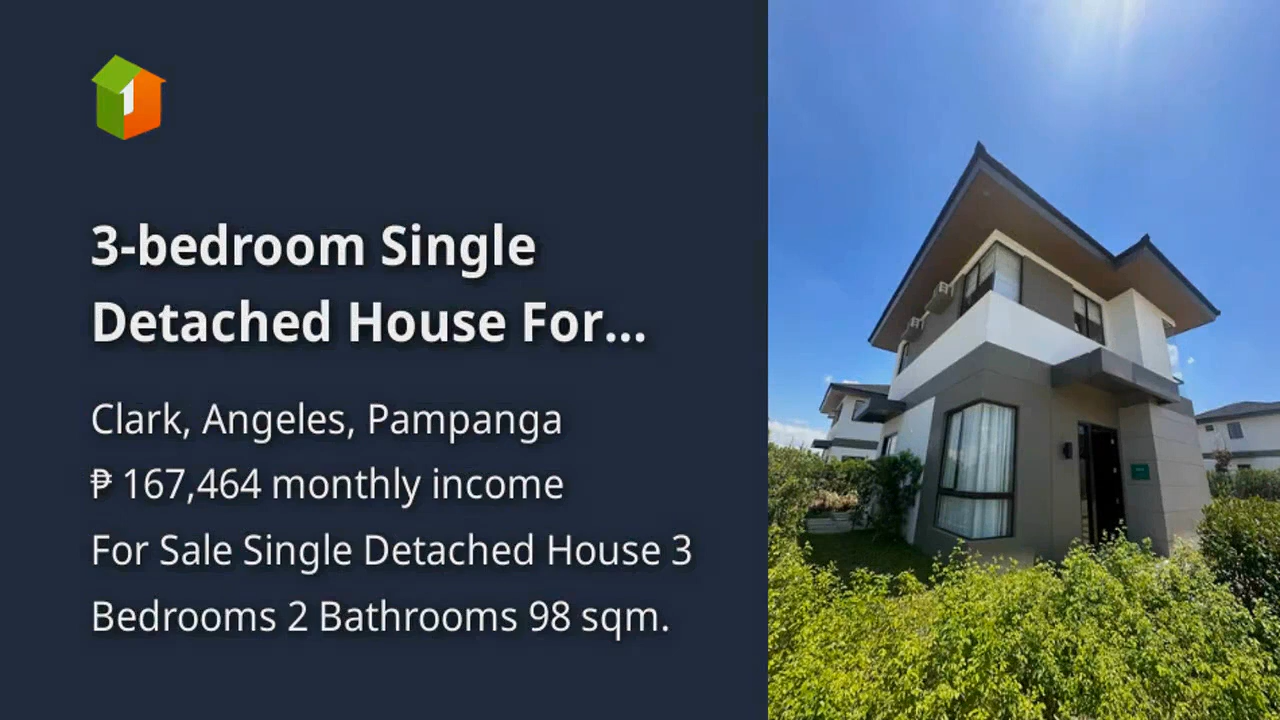 3-bedroom Single
Detached House For...
Clark, Angeles, Pampanga
₱ 167,464 monthly income
For Sale Single Detached House 3
Bedrooms 2 Bathrooms 98 sqm.